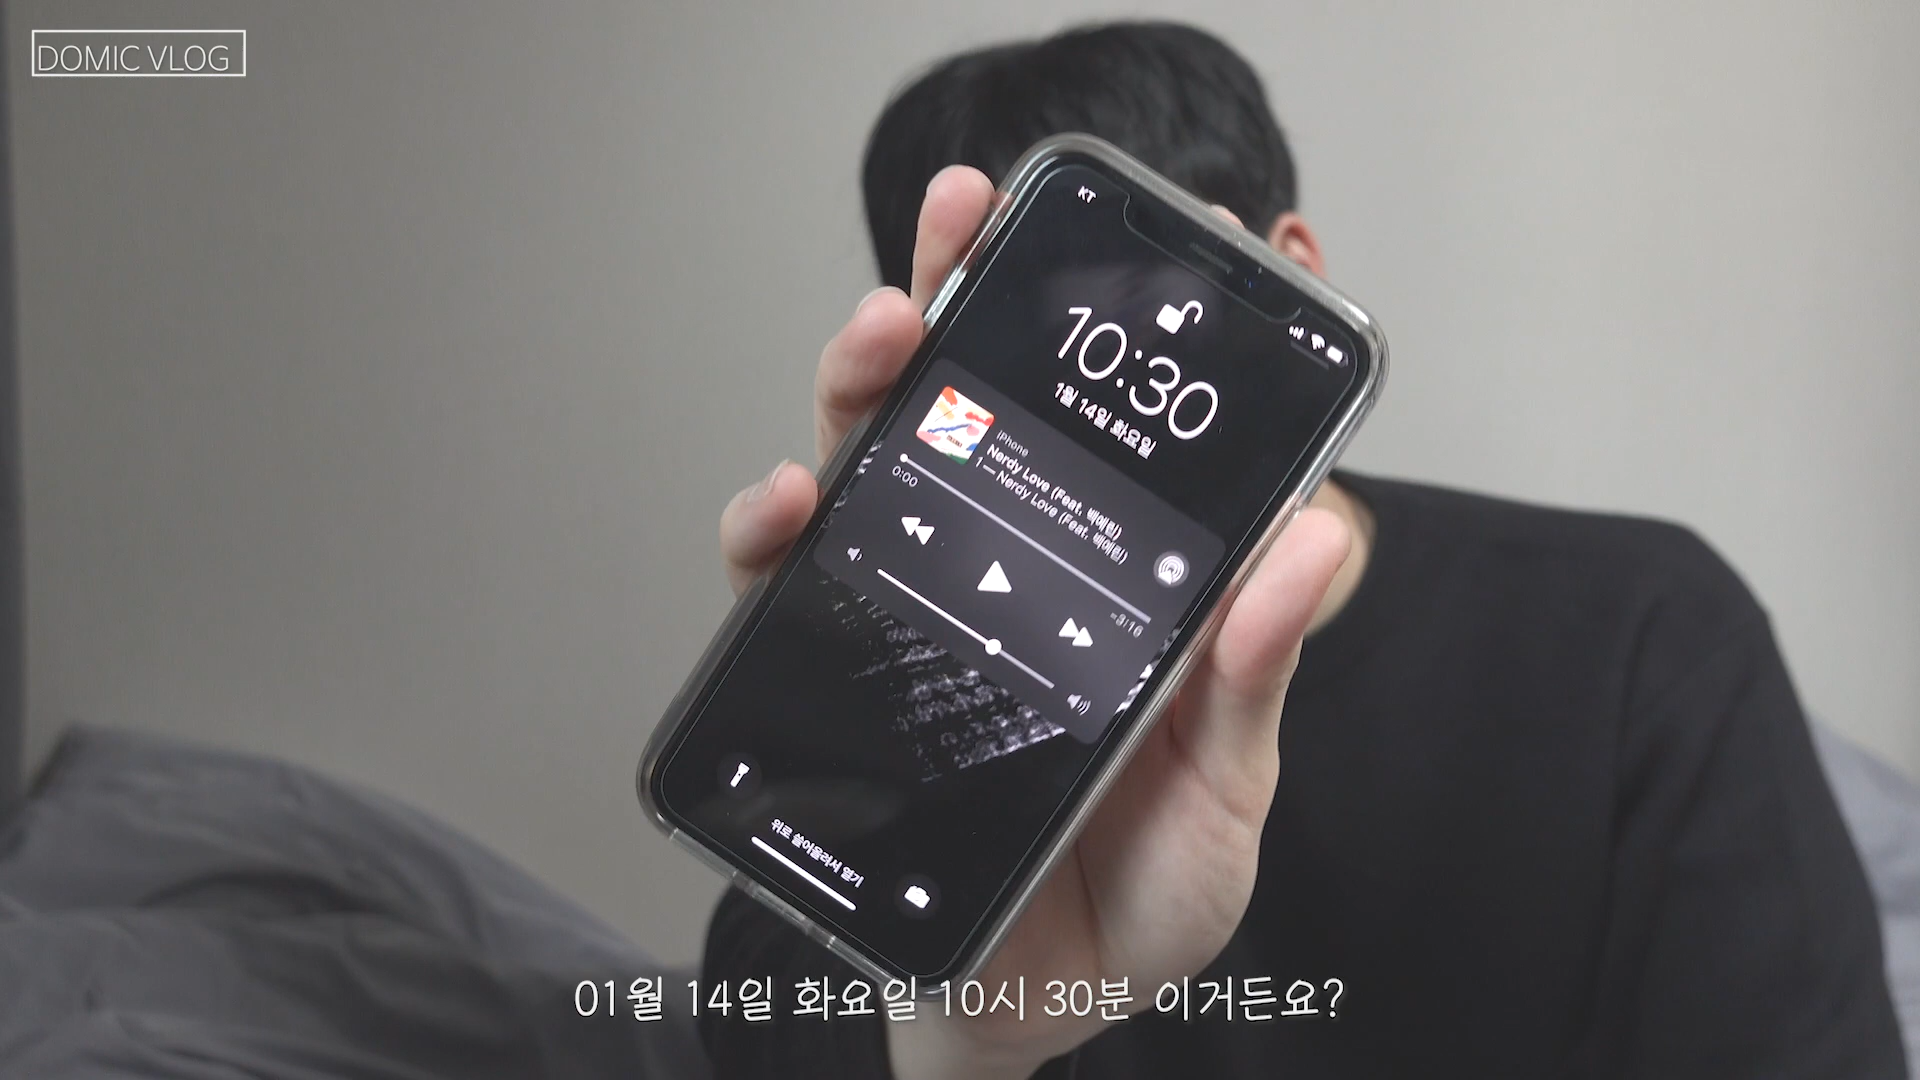 DOMIC VLOG
KT
10:30
1월 14일 화요일
iPhone
Nerdy Love (Feat. 백예린)
1 — Nerdy Love (Feat. 백예린)
0:00
-3:16
위로 쓸어올려서 열기
01월 14일 화요일 10시 30분 이거든요?